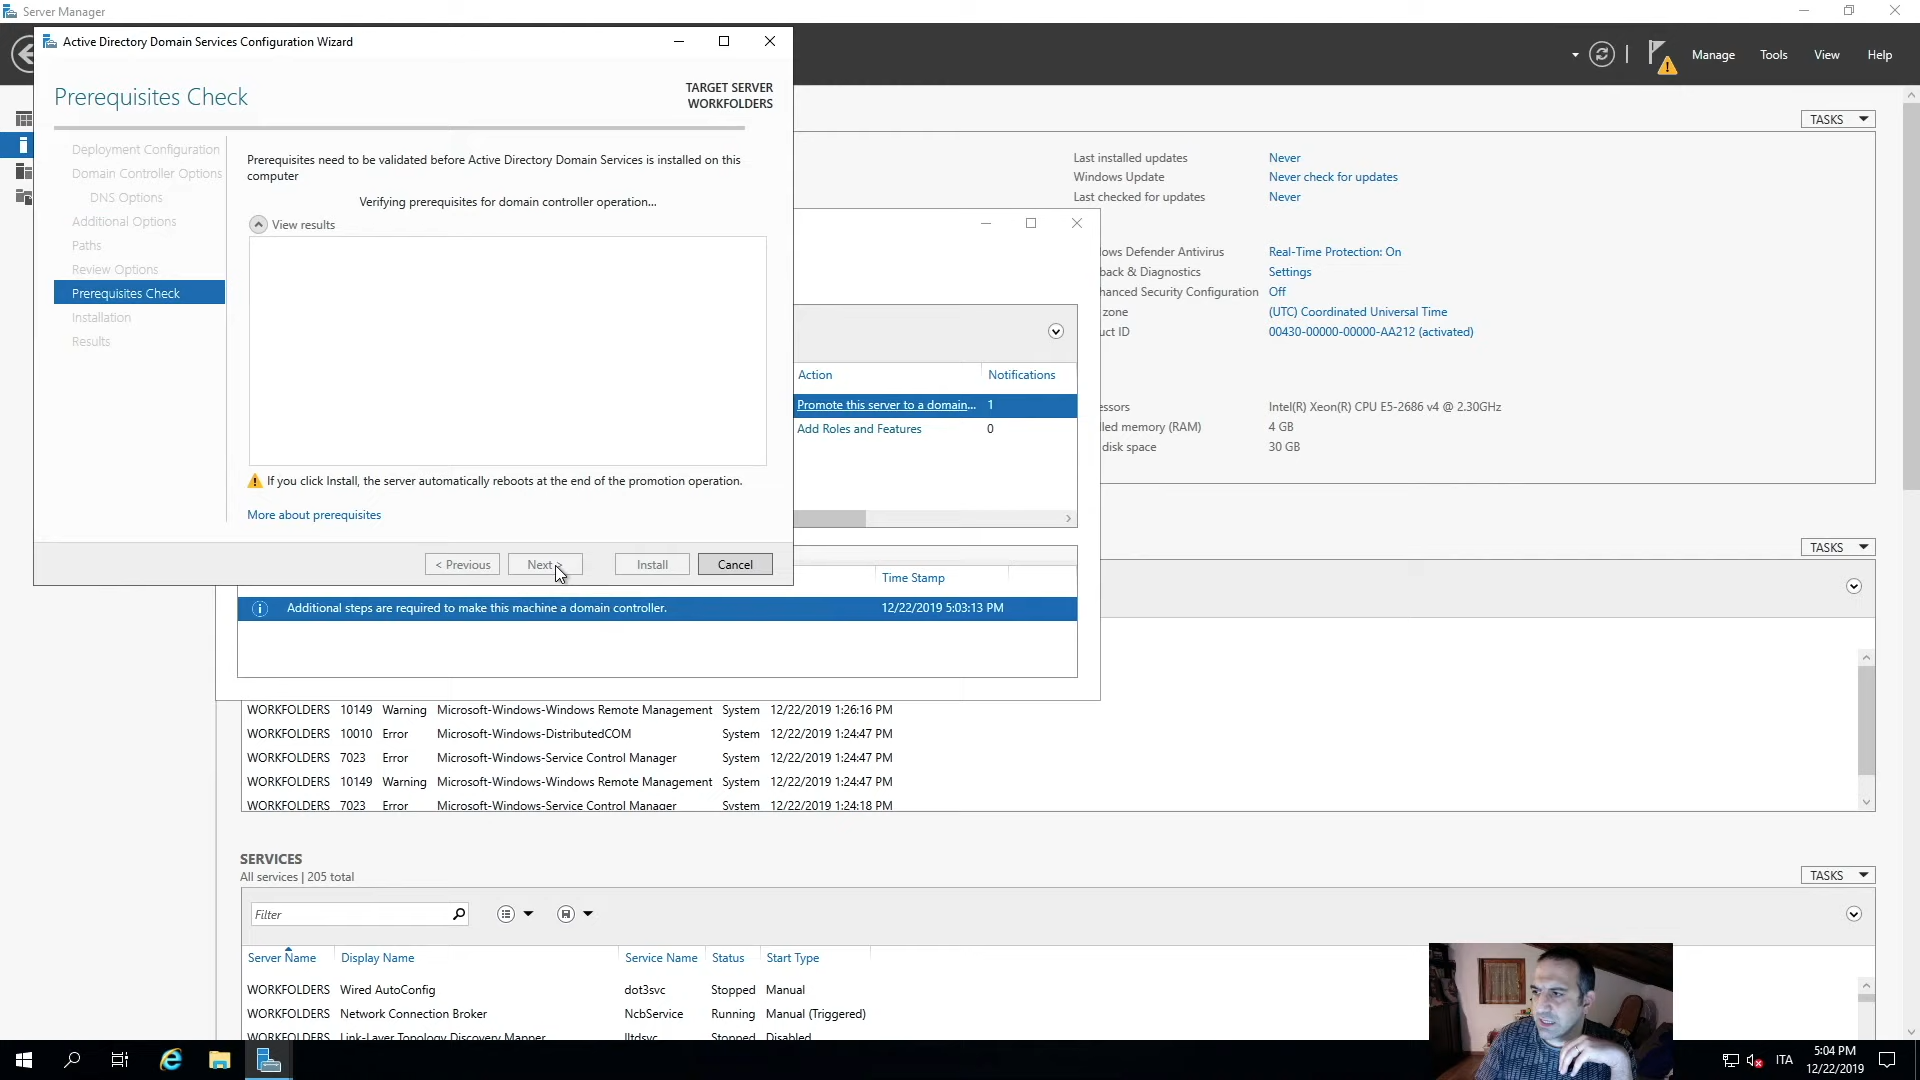 Server Manager
Manage
Tools
View
Help
Active Directory Domain Services Configuration Wizard
Prerequisites Check
TARGET SERVER
WORKFOLDERS
Deployment Configuration
Domain Controller Options
DNS Options
Additional Options
Paths
Review Options
Prerequisites Check
Installation
Results
Prerequisites need to be validated before Active Directory Domain Services is installed on this
computer
Verifying prerequisites for domain controller operation...
View results
If you click Install, the server automatically reboots at the end of the promotion operation.
More about prerequisites
< Previous
Next
Install
Cancel
TASKS
Last installed updates Never
Windows Update Never check for updates
Last checked for updates Never
ows Defender Antivirus Real-Time Protection: On
back & Diagnostics Settings
hanced Security Configuration Off
zone (UTC) Coordinated Universal Time
uct ID 00430-00000-00000-AA212 (activated)
essors Intel(R) Xeon(R) CPU E5-2686 v4 @ 2.30GHz
led memory (RAM) 4 GB
disk space 30 GB
Action Notifications
Promote this server to a domain... 1
Add Roles and Features 0
TASKS
Time Stamp
Additional steps are required to make this machine a domain controller. 12/22/2019 5:03:13 PM
WORKFOLDERS 10149 Warning Microsoft-Windows-Windows Remote Management System 12/22/2019 1:26:16 PM
WORKFOLDERS 10010 Error Microsoft-Windows-DistributedCOM System 12/22/2019 1:24:47 PM
WORKFOLDERS 7023 Error Microsoft-Windows-Service Control Manager System 12/22/2019 1:24:47 PM
WORKFOLDERS 10149 Warning Microsoft-Windows-Windows Remote Management System 12/22/2019 1:24:47 PM
WORKFOLDERS 7023 Error Microsoft-Windows-Service Control Manager System 12/22/2019 1:24:18 PM
SERVICES
All services | 205 total
TASKS
Filter
Server Name Display Name Service Name Status Start Type
WORKFOLDERS Wired AutoConfig dot3svc Stopped Manual
WORKFOLDERS Network Connection Broker NcbService Running Manual (Triggered)
WORKFOLDERS Link-Layer Topology Discovery Mapper lltdsvc Stopped Disabled
ITA
5:04 PM
12/22/2019